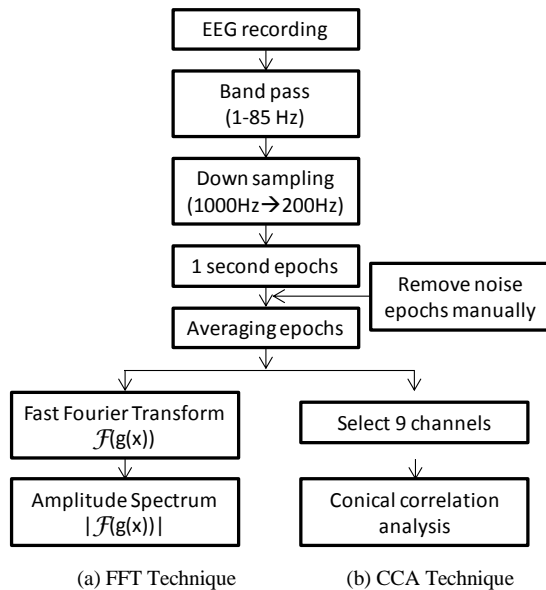 EEG recording
Band pass
(1-85 Hz)
Down sampling
(1000Hz→200Hz)
1 second epochs
Remove noise
epochs manually
Averaging epochs
Fast Fourier Transform
ℱ(g(x))
Select 9 channels
Amplitude Spectrum
|ℱ(g(x))|
Conical correlation
analysis
(a) FFT Technique
(b) CCA Technique